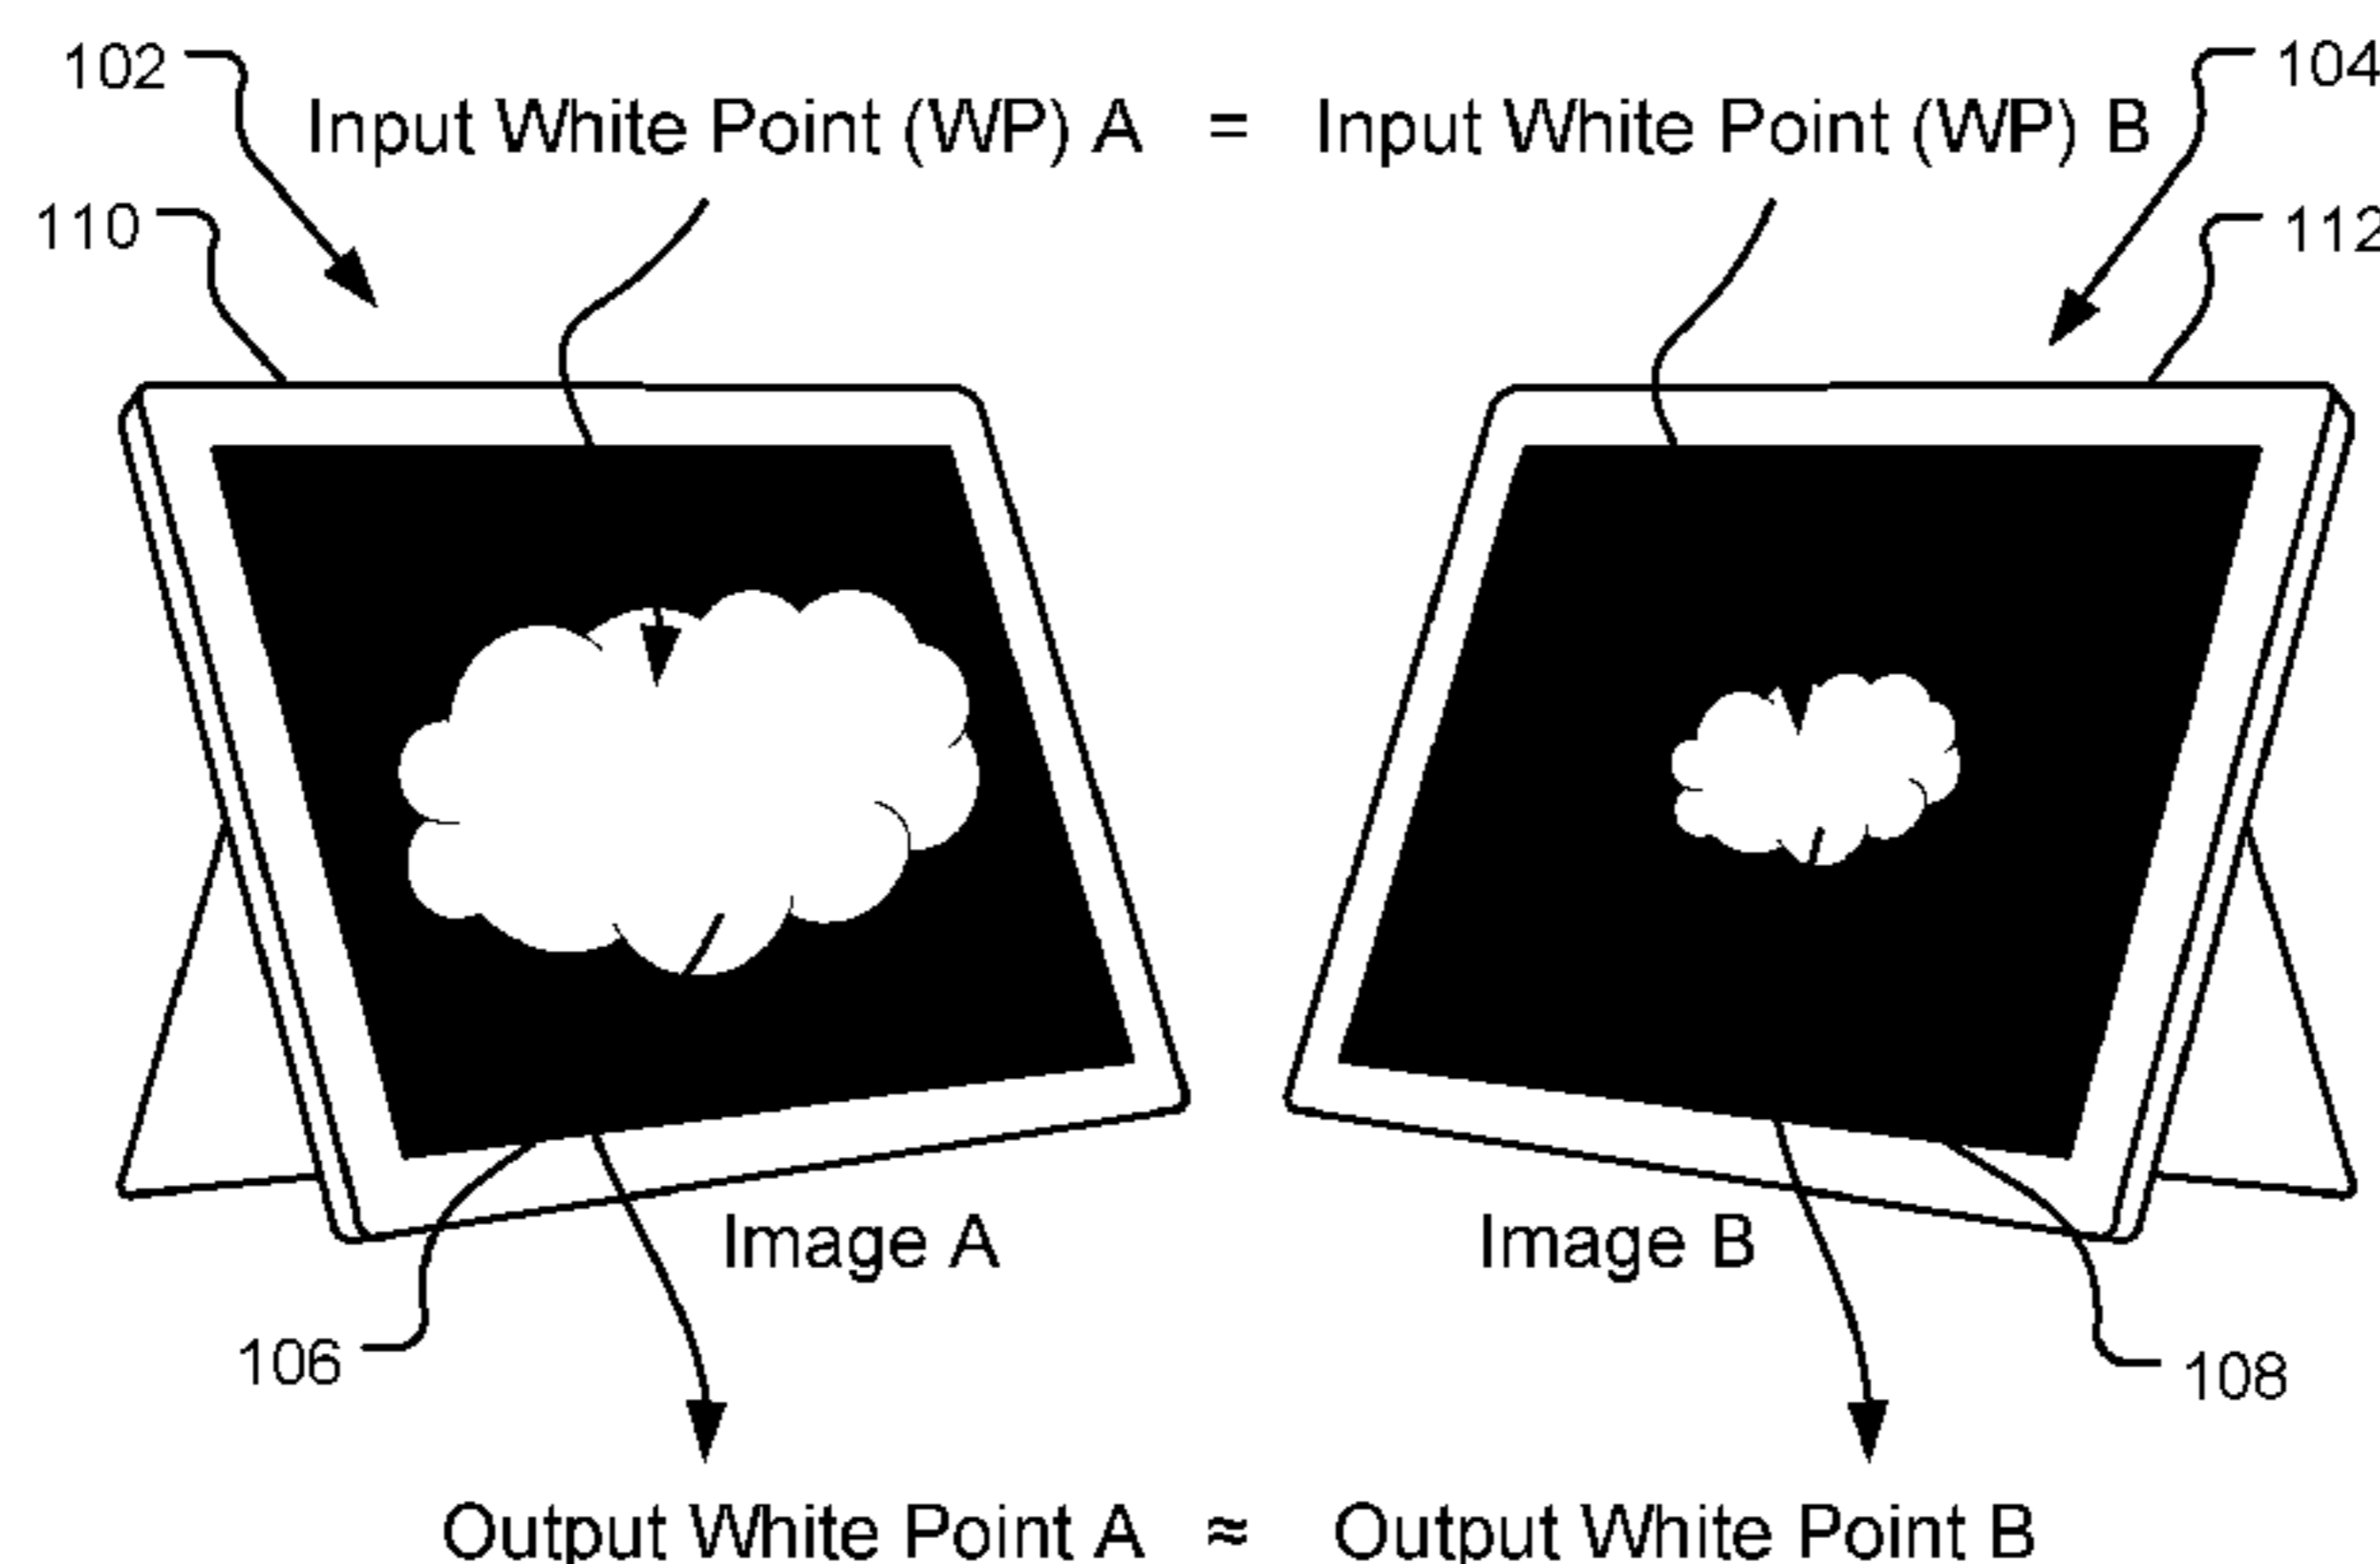 102
104
Input White Point (WP) A = Input White Point (WP) B
110
112
Image A
Image B
106
108
Output White Point A ≈ Output White Point B